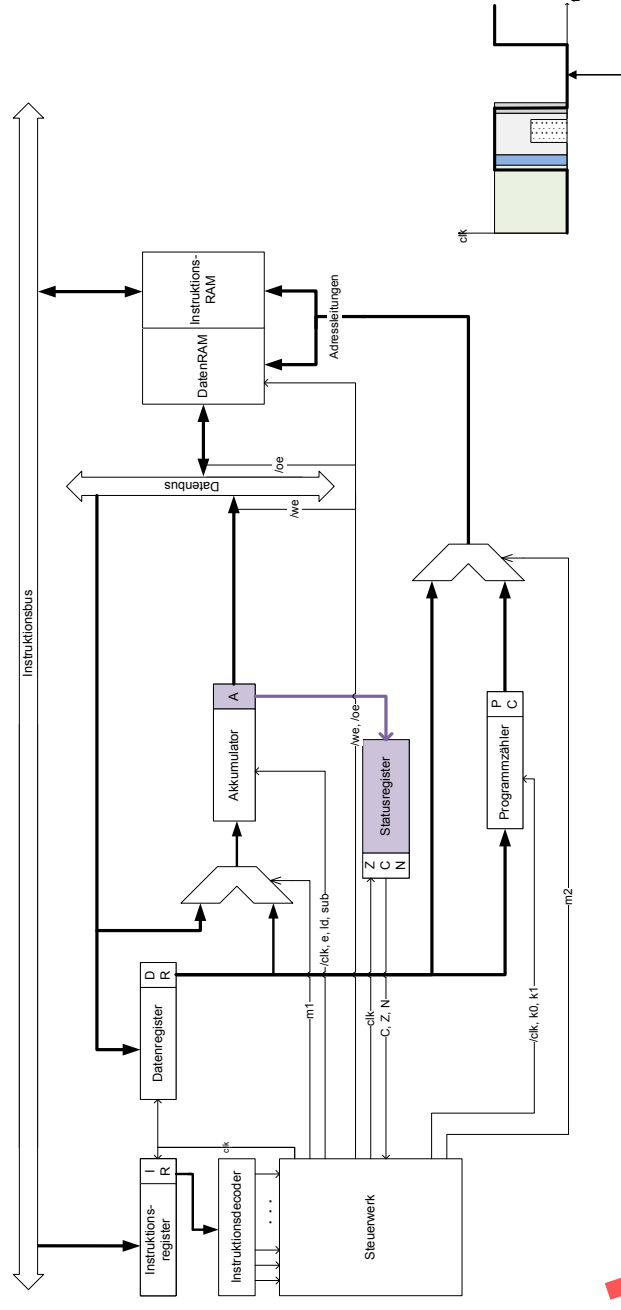 Instruktionsbus
Instruktions-
register
I
R
Instruktionsdecoder
. . .
Steuerwerk
clk
Datenregister
D
R
m1
/clk, e, ld, sub
/we, /oe
clk
C, Z, N
/clk, k0, k1
m2
Akkumulator
A
Statusregister
Z
C
N
Programmzähler
P
C
Datenbus
/we
/oe
DatenRAM
Instruktions-
RAM
Adressleitungen
clk